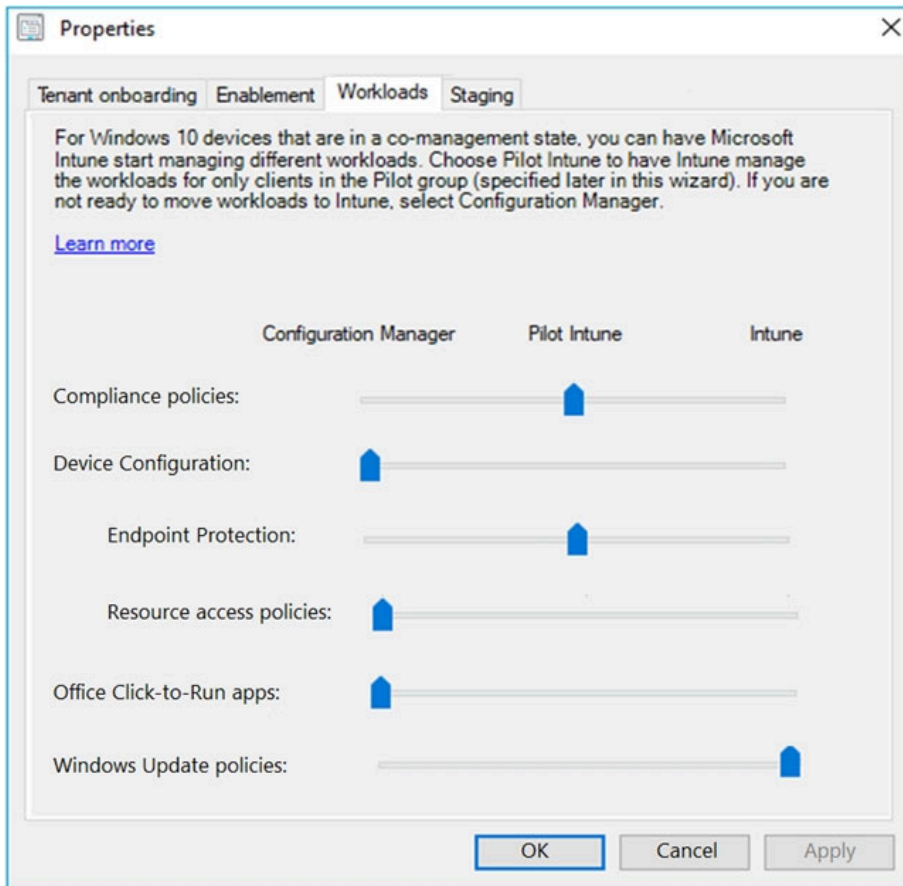 Properties
Tenant onboarding Enablement Workloads Staging
For Windows 10 devices that are in a co-management state, you can have Microsoft
Intune start managing different workloads. Choose Pilot Intune to have Intune manage
the workloads for only clients in the Pilot group (specified later in this wizard). If you are
not ready to move workloads to Intune, select Configuration Manager.
Learn more
Configuration Manager Pilot Intune Intune
Compliance policies:
Device Configuration:
Endpoint Protection:
Resource access policies:
Office Click-to-Run apps:
Windows Update policies:
OK Cancel Apply